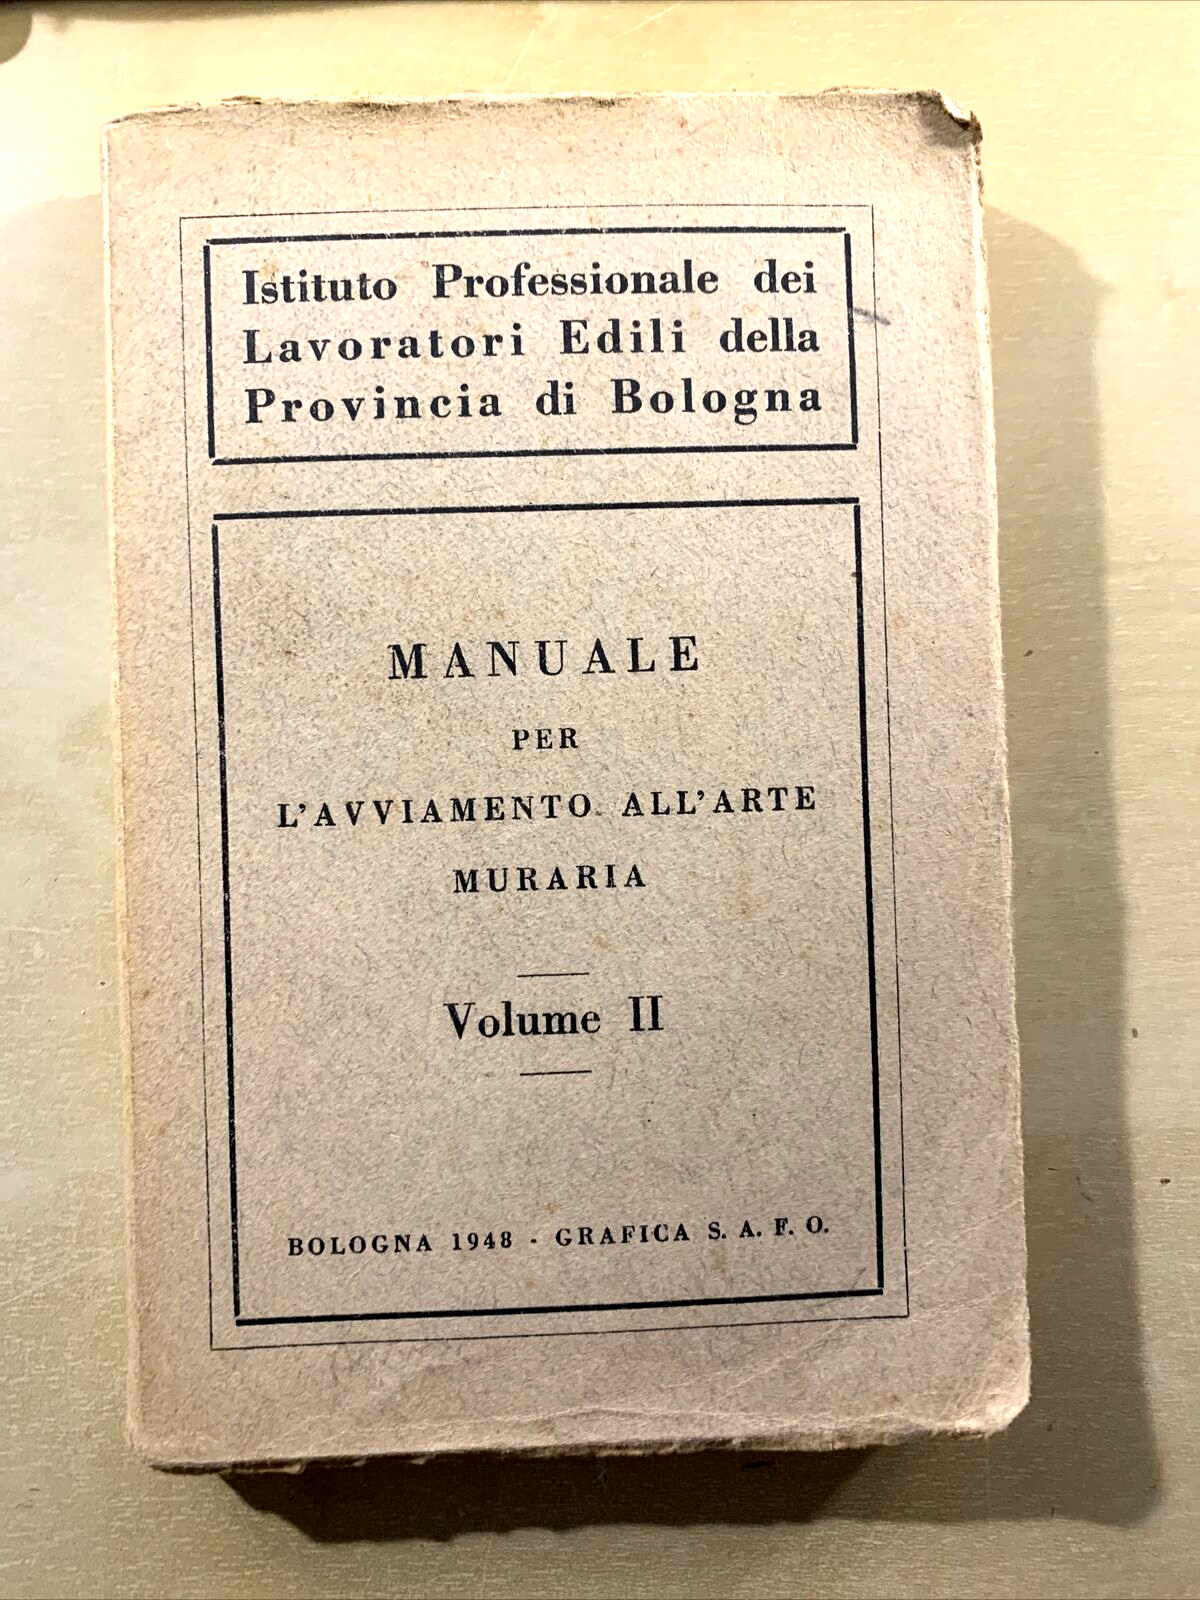 Istituto Professionale dei
Lavoratori Edili della
Provincia di Bologna
MANUALE
PER
L'AVVIAMENTO ALL'ARTE
MURARIA
Volume II
BOLOGNA 1948 - GRAFICA S. A. F. O.